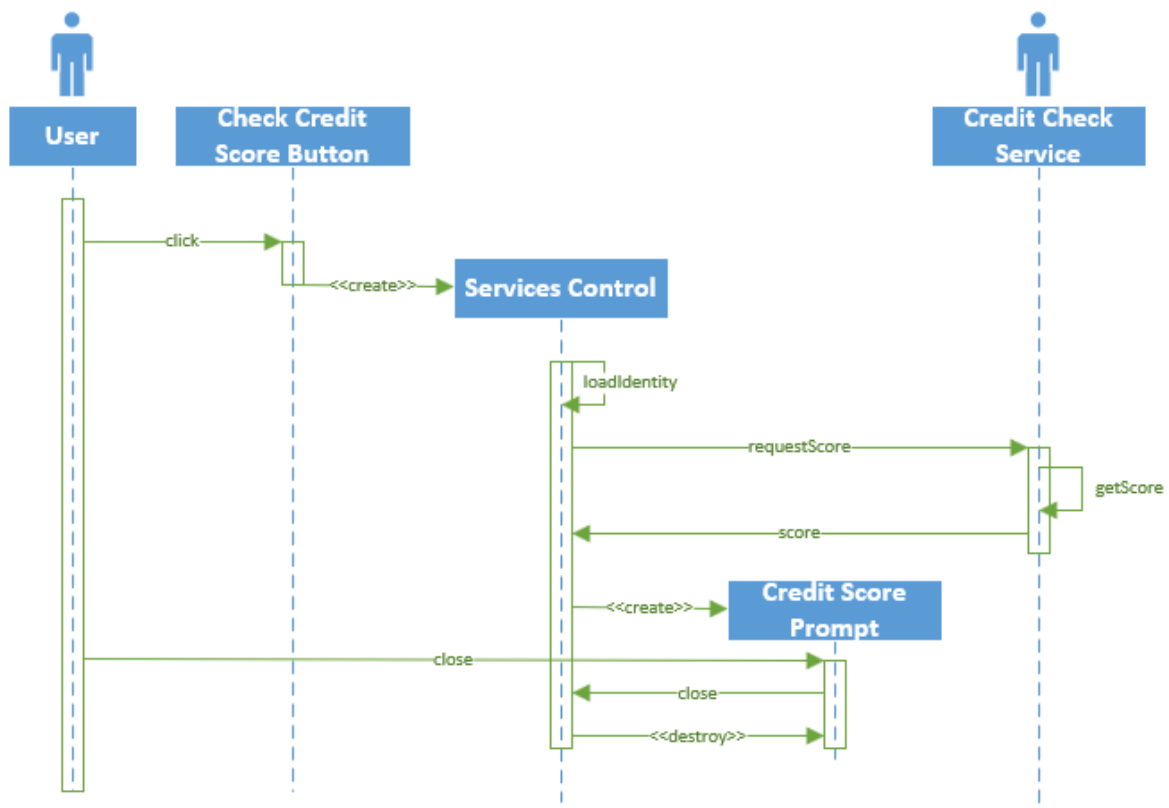 User
Check Credit
Score Button
Credit Check
Service
click
<<create>>
Services Control
loadIdentity
requestScore
getScore
score
<<create>>
Credit Score
Prompt
close
close
<<destroy>>